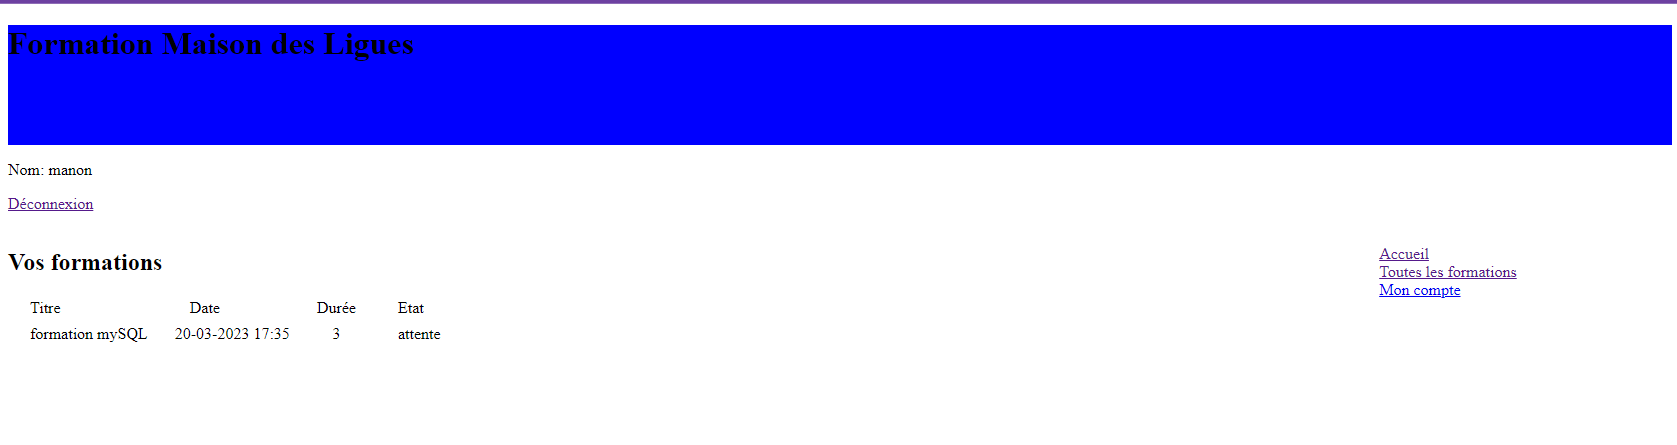 Formation Maison des Ligues
Nom: manon
Déconnexion
Vos formations
Titre Date Durée Etat
formation mySQL 20-03-2023 17:35 3 attente
Accueil
Toutes les formations
Mon compte